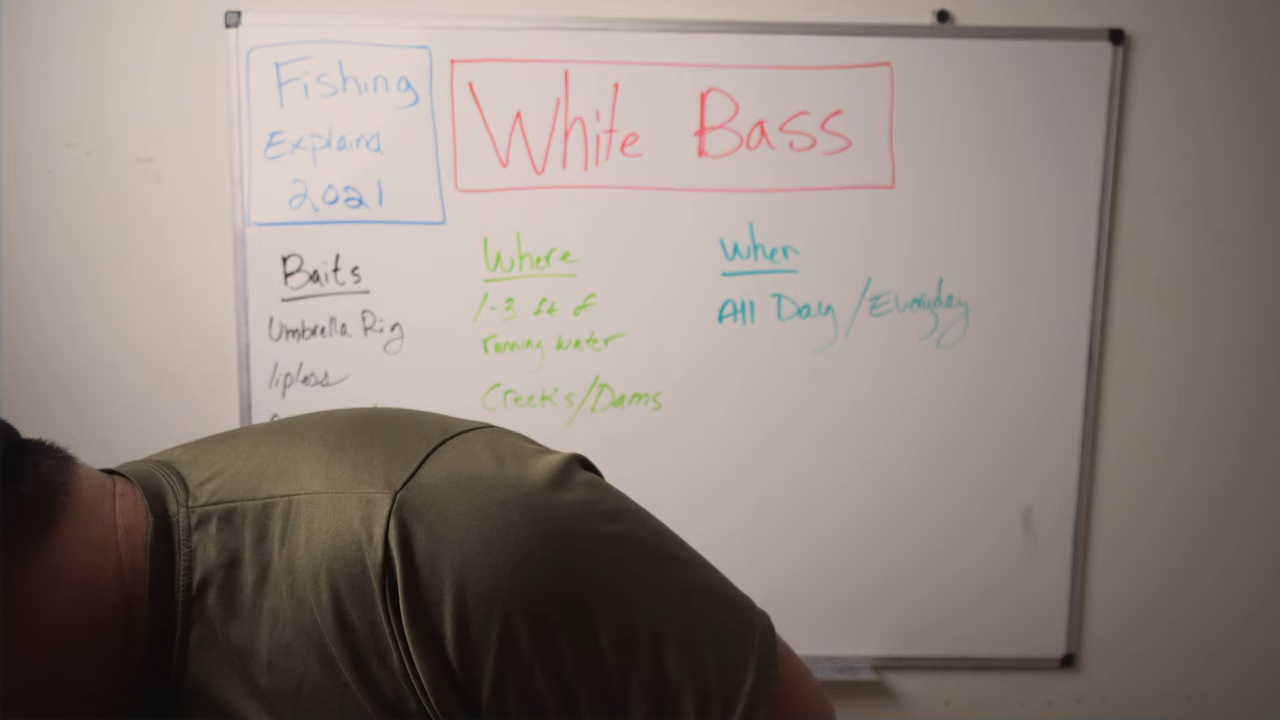 Fishing
Explaind
2021
White Bass
Baits
Umbrella Rig
lipless
Where
1-3 ft of
running water
Creeks/Dams
When
All Day/Everyday